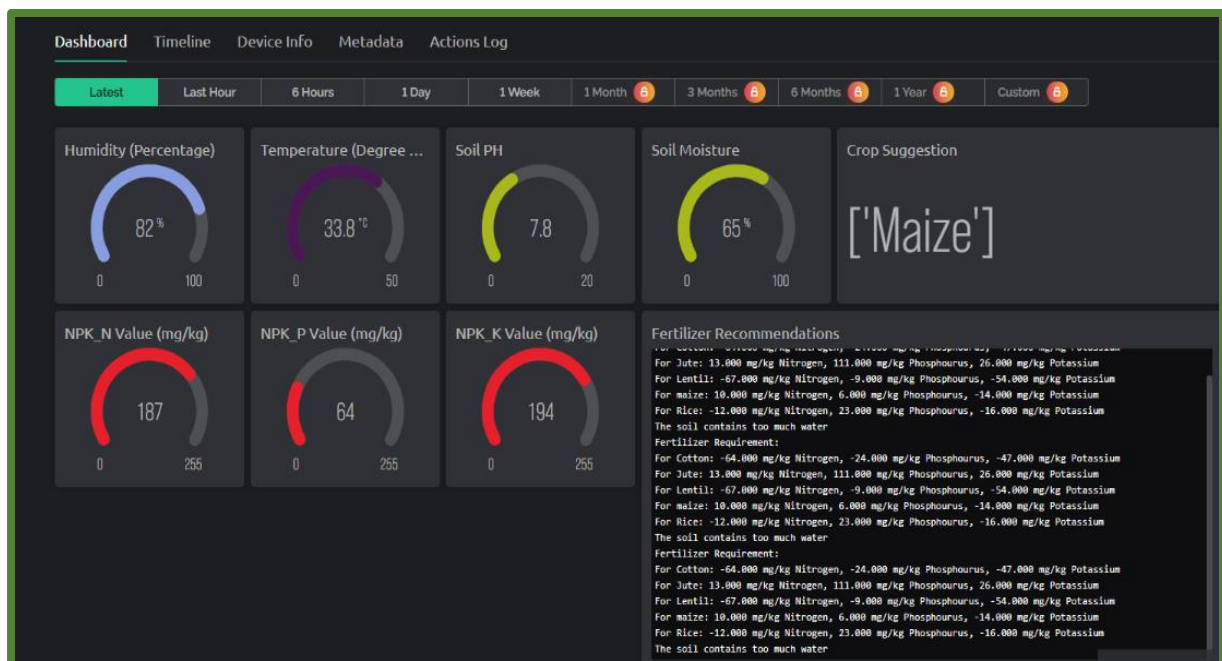 Dashboard Timeline Device Info Metadata Actions Log
Latest Last Hour 6 Hours 1 Day 1 Week 1 Month 3 Months 6 Months 1 Year Custom
Humidity (Percentage)
82 %
0 100
Temperature (Degree ...
33.8 °C
0 50
Soil PH
7.8
0 20
Soil Moisture
65 %
0 100
Crop Suggestion
['Maize']
NPK_N Value (mg/kg)
187
0 255
NPK_P Value (mg/kg)
64
0 255
NPK_K Value (mg/kg)
194
0 255
Fertilizer Recommendations
For Jute: 13.000 mg/kg Nitrogen, 111.000 mg/kg Phosphourus, 26.000 mg/kg Potassium
For Lentil: -67.000 mg/kg Nitrogen, -9.000 mg/kg Phosphourus, -54.000 mg/kg Potassium
For maize: 10.000 mg/kg Nitrogen, 6.000 mg/kg Phosphourus, -14.000 mg/kg Potassium
For Rice: -12.000 mg/kg Nitrogen, 23.000 mg/kg Phosphourus, -16.000 mg/kg Potassium
The soil contains too much water
Fertilizer Requirement:
For Cotton: -64.000 mg/kg Nitrogen, -24.000 mg/kg Phosphourus, -47.000 mg/kg Potassium
For Jute: 13.000 mg/kg Nitrogen, 111.000 mg/kg Phosphourus, 26.000 mg/kg Potassium
For Lentil: -67.000 mg/kg Nitrogen, -9.000 mg/kg Phosphourus, -54.000 mg/kg Potassium
For maize: 10.000 mg/kg Nitrogen, 6.000 mg/kg Phosphourus, -14.000 mg/kg Potassium
For Rice: -12.000 mg/kg Nitrogen, 23.000 mg/kg Phosphourus, -16.000 mg/kg Potassium
The soil contains too much water
Fertilizer Requirement:
For Cotton: -64.000 mg/kg Nitrogen, -24.000 mg/kg Phosphourus, -47.000 mg/kg Potassium
For Jute: 13.000 mg/kg Nitrogen, 111.000 mg/kg Phosphourus, 26.000 mg/kg Potassium
For Lentil: -67.000 mg/kg Nitrogen, -9.000 mg/kg Phosphourus, -54.000 mg/kg Potassium
For maize: 10.000 mg/kg Nitrogen, 6.000 mg/kg Phosphourus, -14.000 mg/kg Potassium
For Rice: -12.000 mg/kg Nitrogen, 23.000 mg/kg Phosphourus, -16.000 mg/kg Potassium
The soil contains too much water